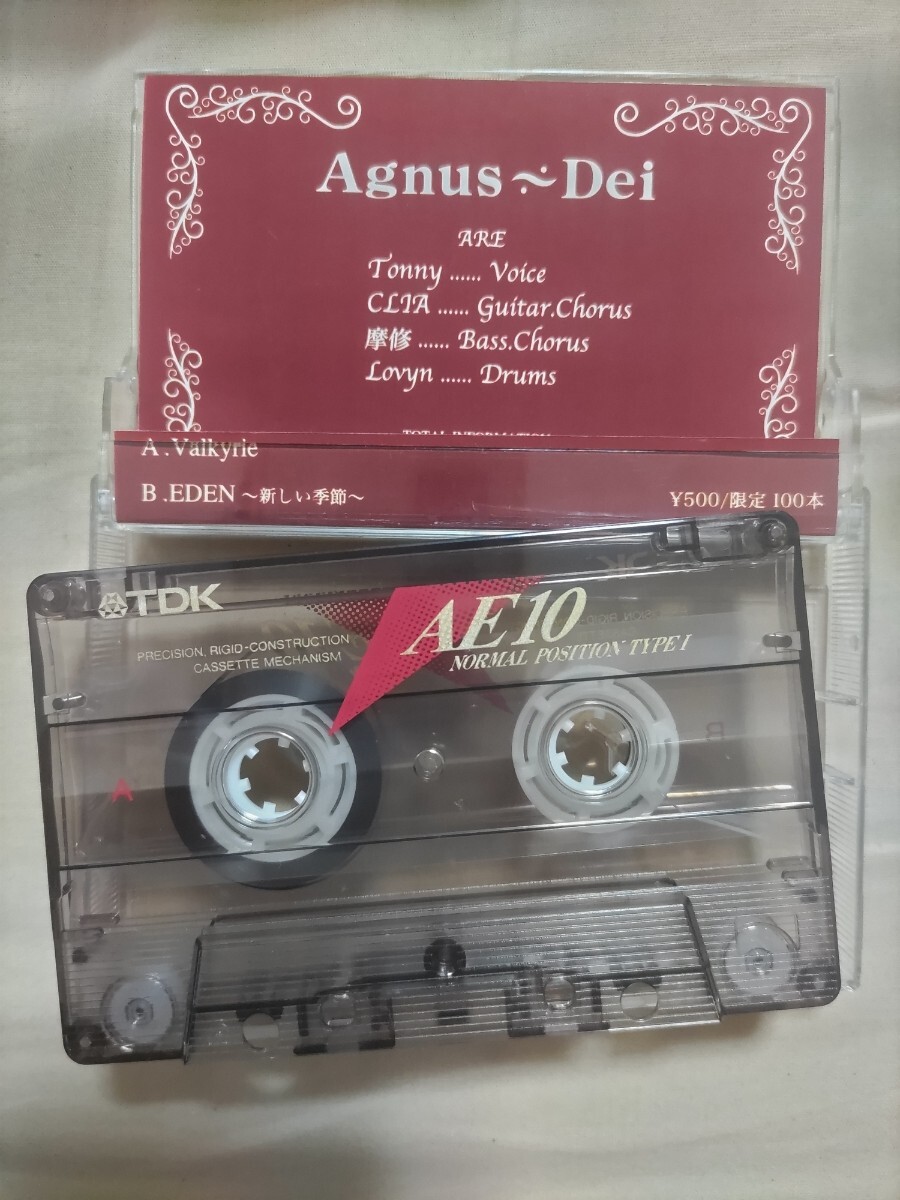 Agnus~Dei
ARE
Tonny ...... Voice
CLIA ...... Guitar.Chorus
摩修 ...... Bass.Chorus
Lovyn ...... Drums
TOTAL INFORMATION
A .Valkyrie
B .EDEN ～新しい季節～ ¥500/限定 100本
TDK
AE10
PRECISION, RIGID-CONSTRUCTION
CASSETTE MECHANISM
NORMAL POSITION TYPE I
A
B